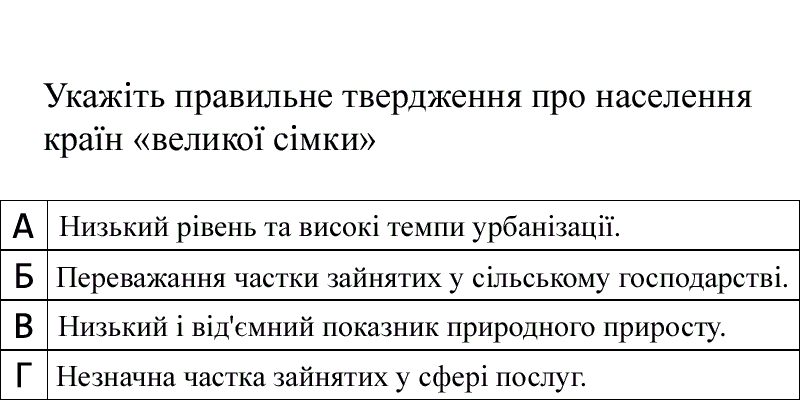 Укажіть правильне твердження про населення
країн «великої сімки»
А Низький рівень та високі темпи урбанізації.
Б Переважання частки зайнятих у сільському господарстві.
В Низький і від'ємний показник природного приросту.
Г Незначна частка зайнятих у сфері послуг.